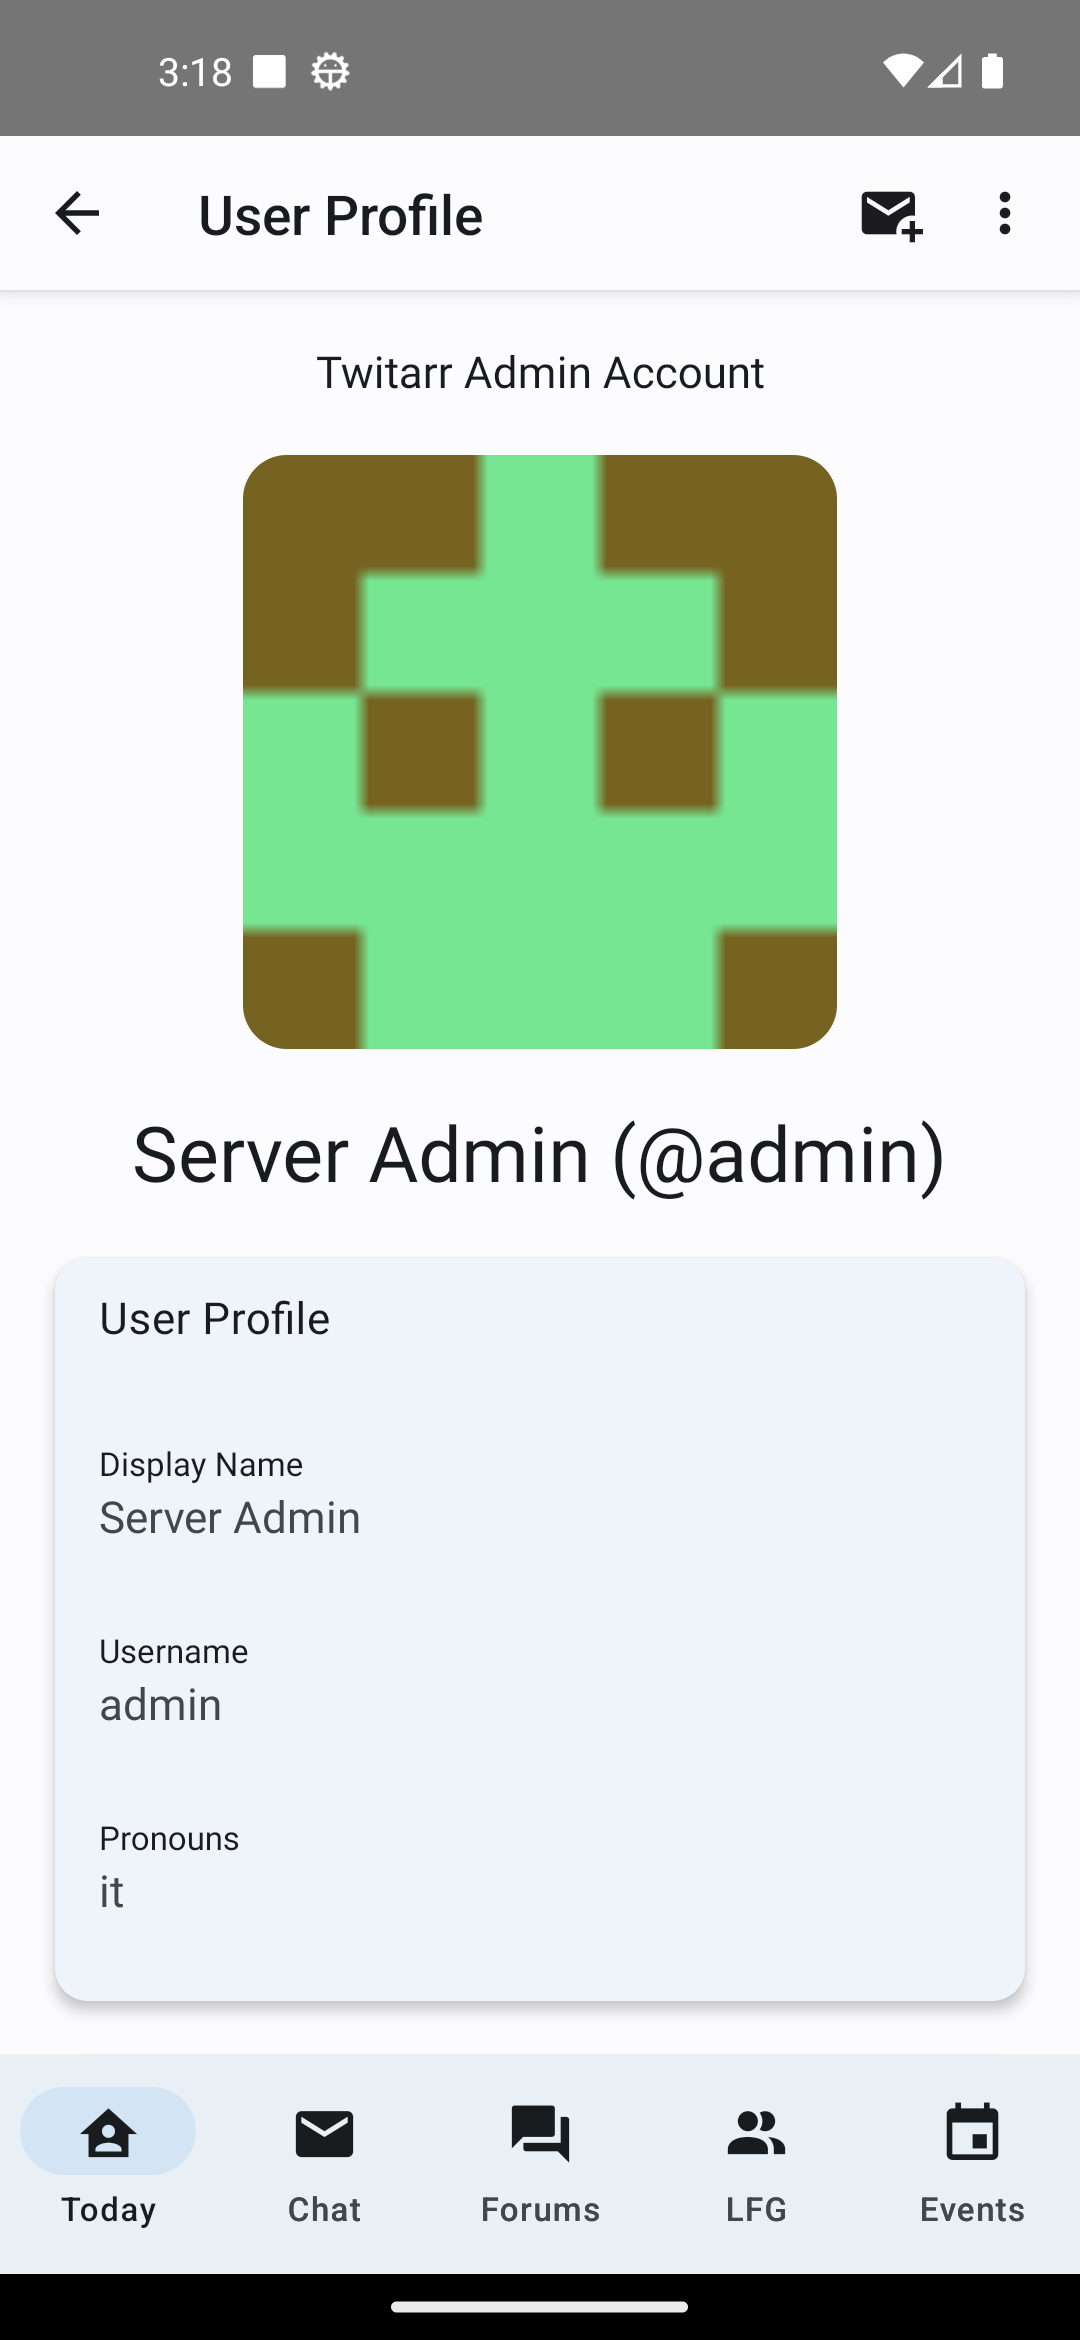 3:18
User Profile
Twitarr Admin Account
Server Admin (@admin)
User Profile
Display Name
Server Admin
Username
admin
Pronouns
it
Today
Chat
Forums
LFG
Events